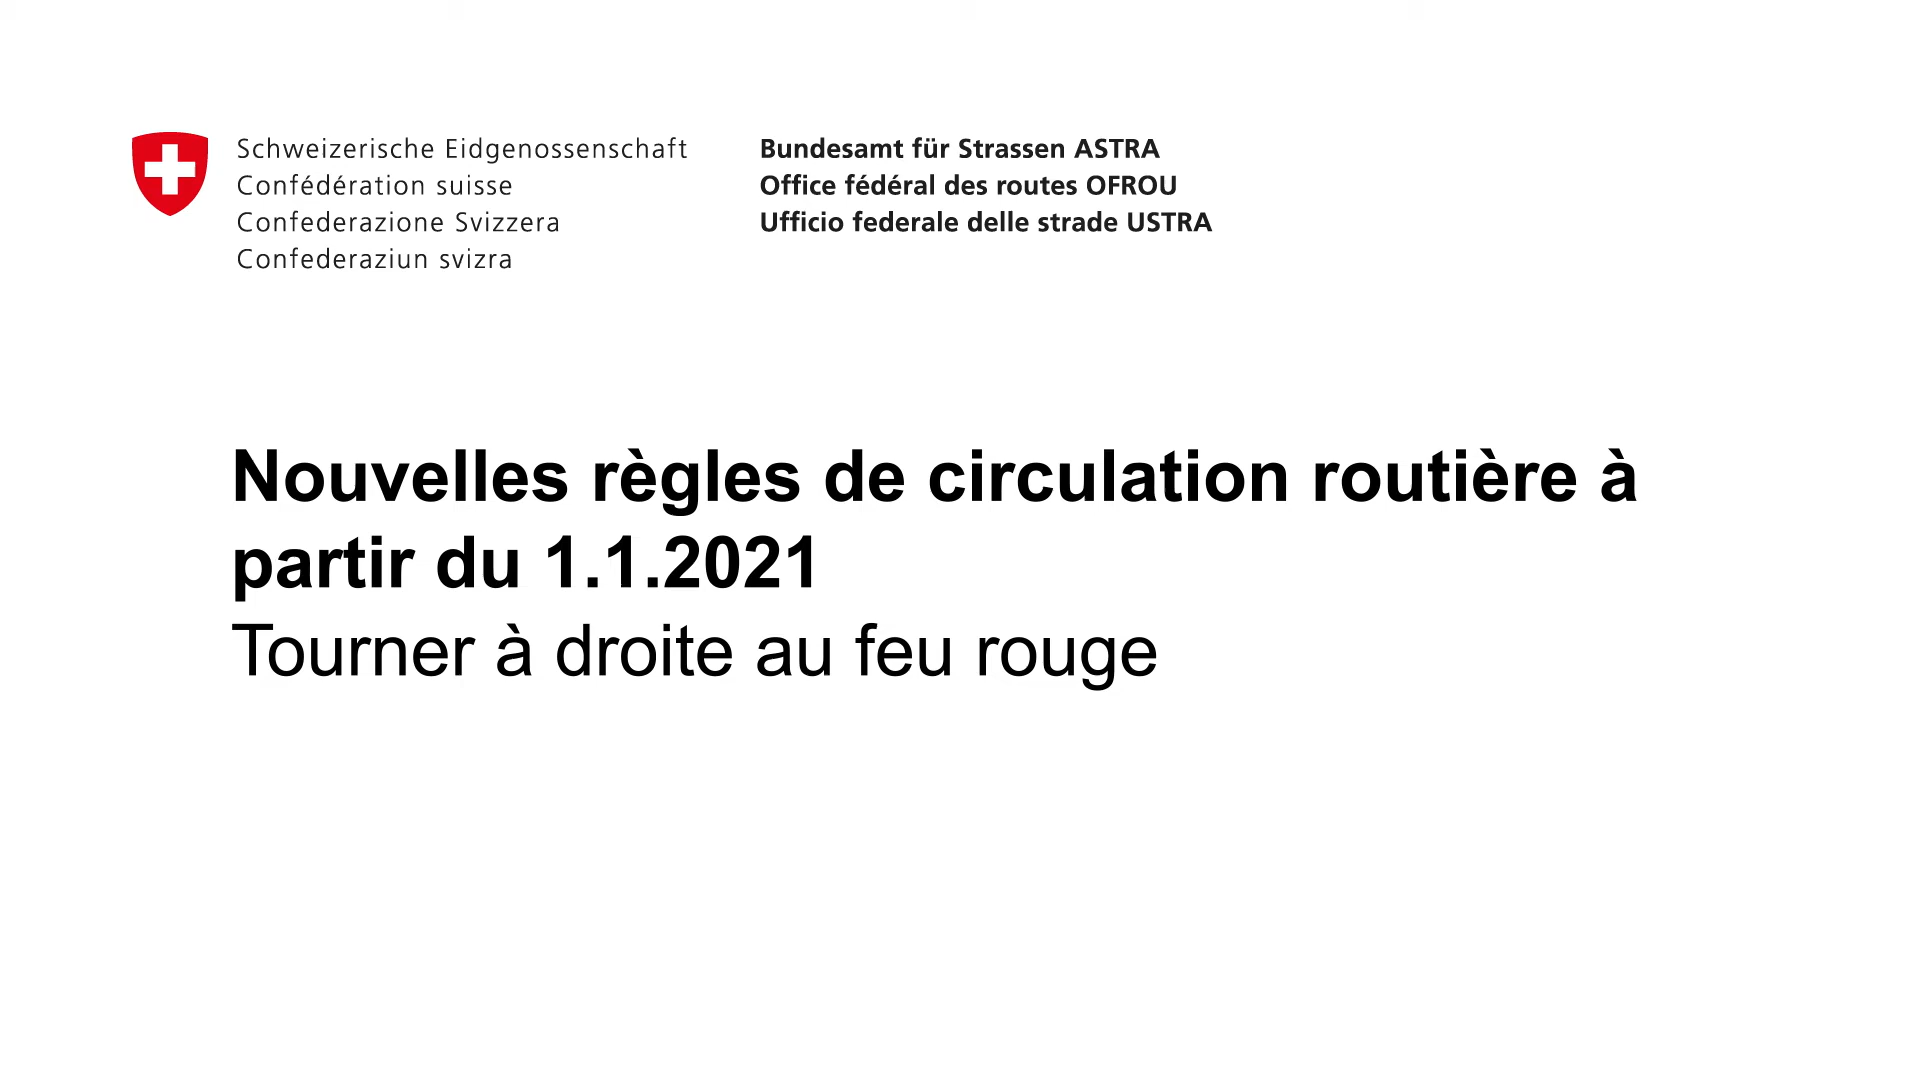 Schweizerische Eidgenossenschaft
Confédération suisse
Confederazione Svizzera
Confederaziun svizra
Bundesamt für Strassen ASTRA
Office fédéral des routes OFROU
Ufficio federale delle strade USTRA
Nouvelles règles de circulation routière à
partir du 1.1.2021
Tourner à droite au feu rouge